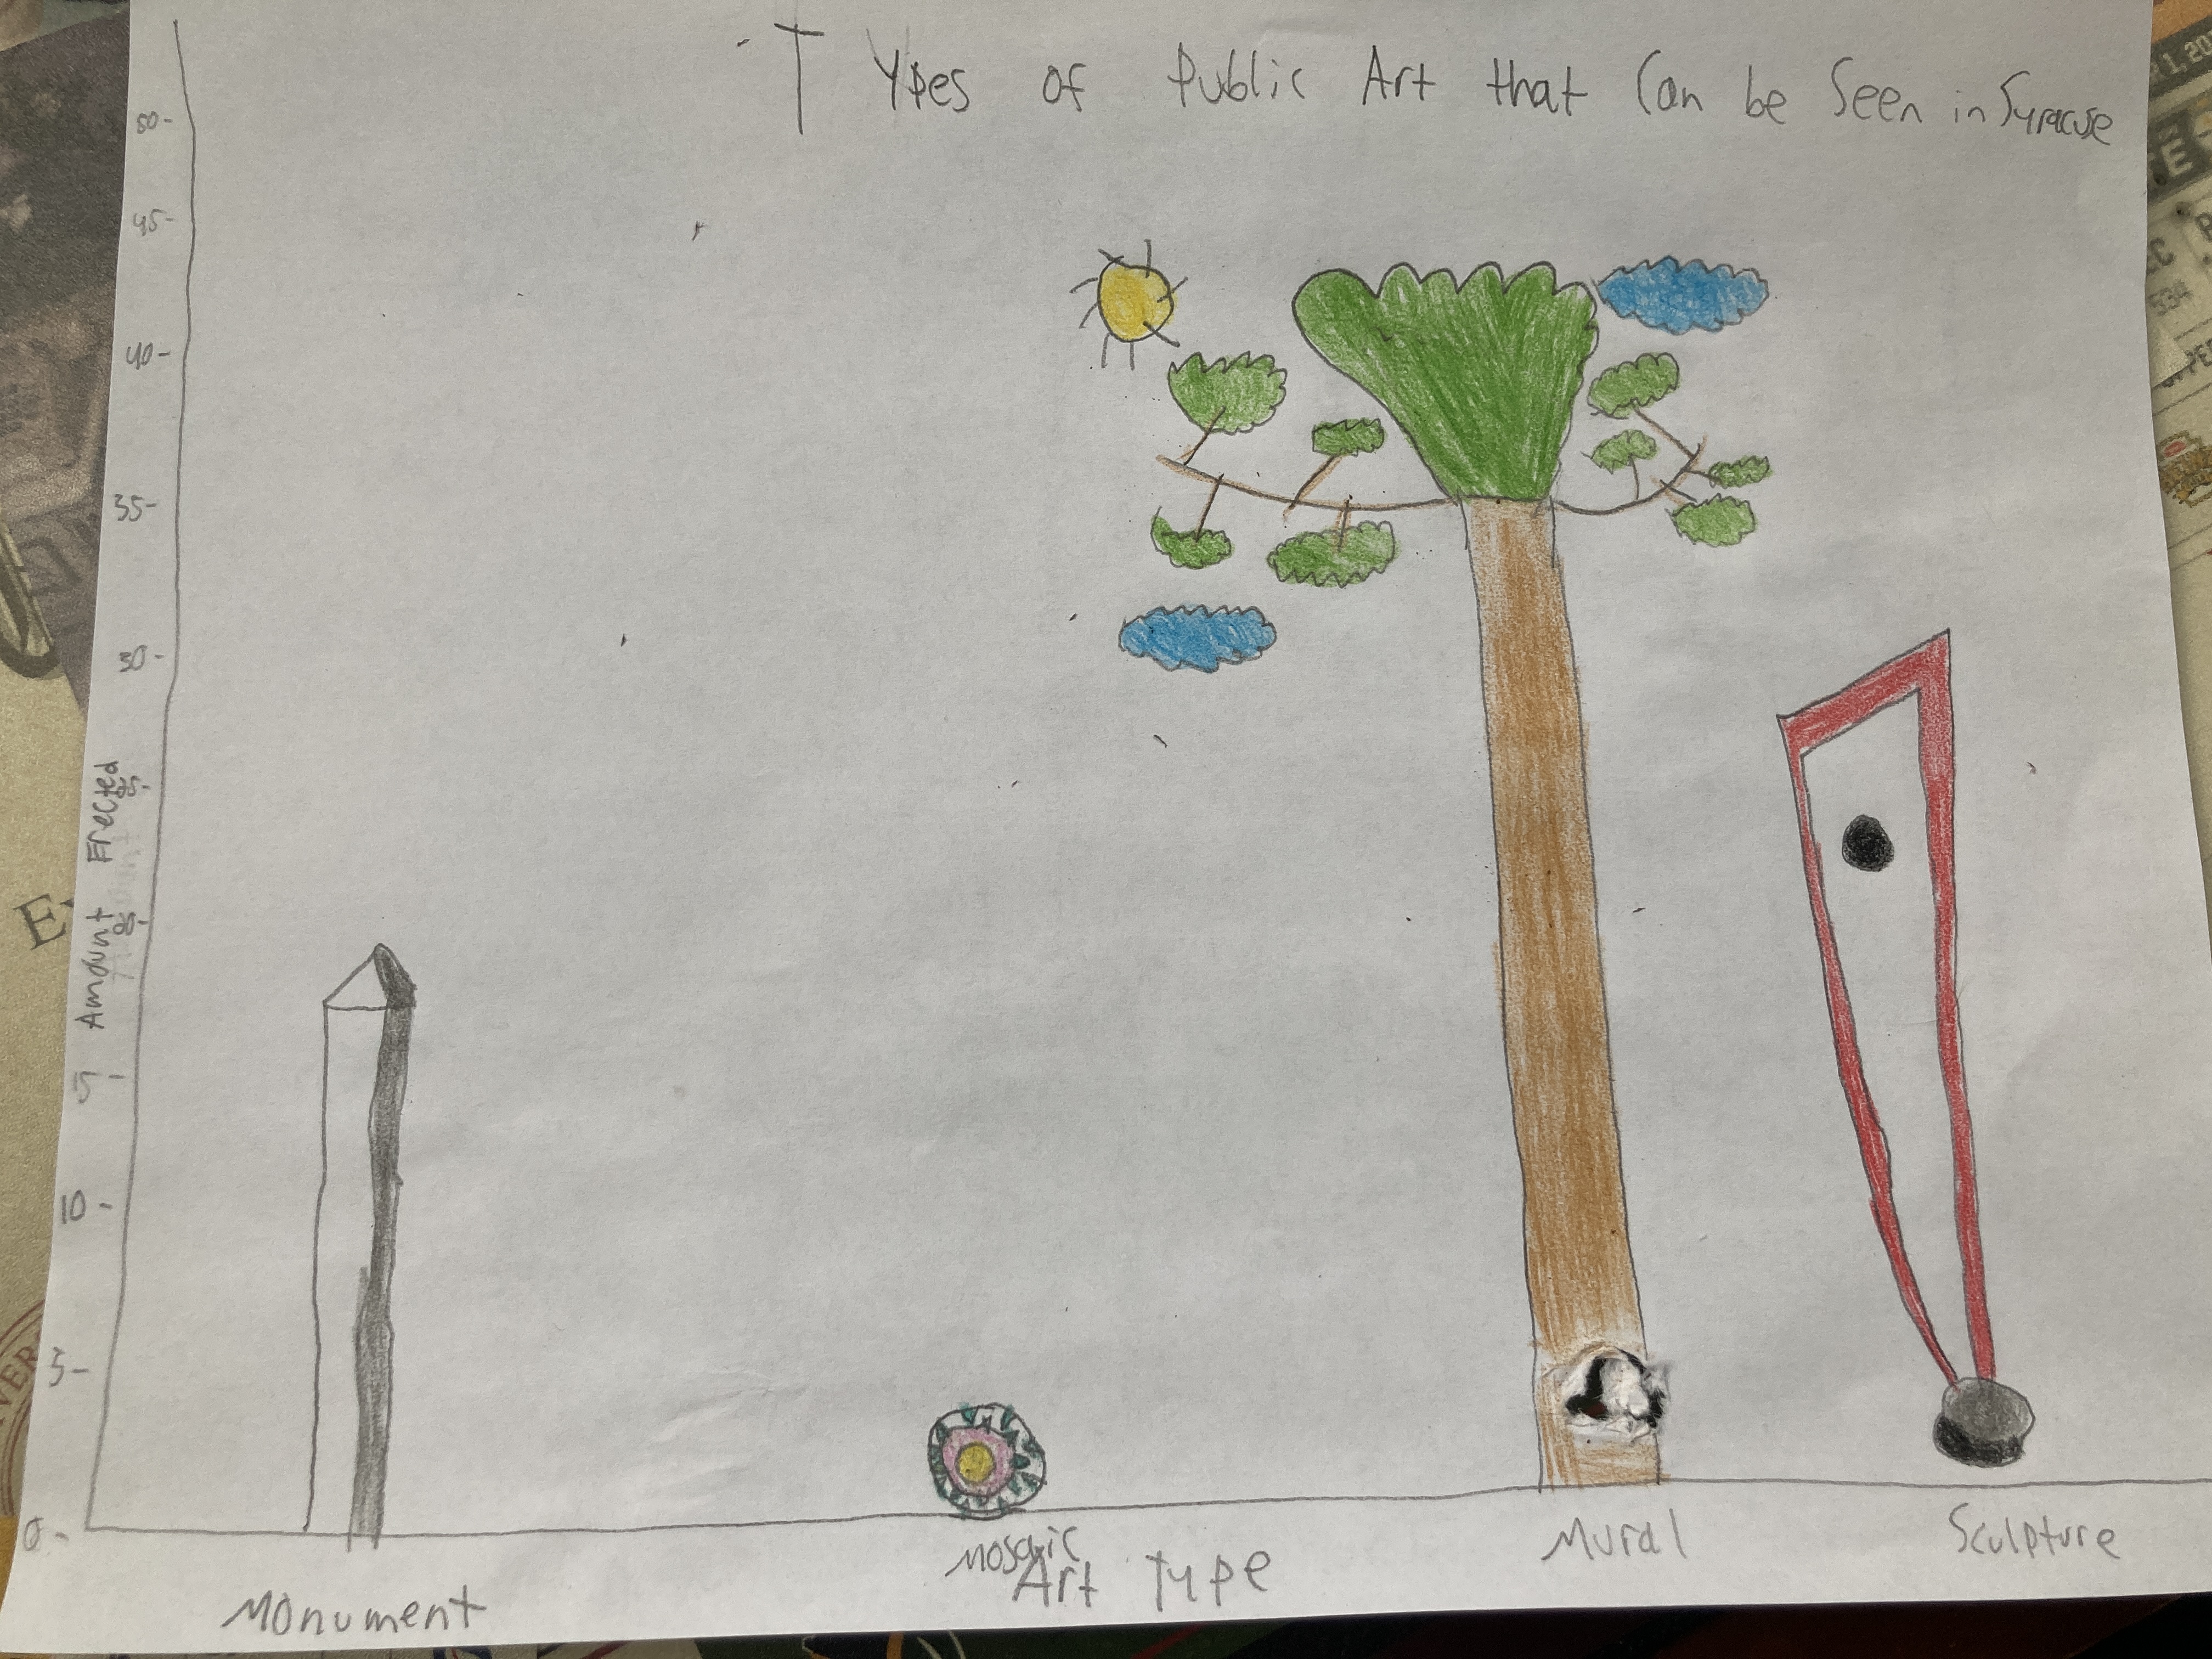 Types of Public Art that Can be Seen in Syracuse
50-
45-
40-
35-
30-
25-
20-
15-
10-
5-
0-
Amount Erected
Monument
Mosaic
Mural
Sculpture
Art Type